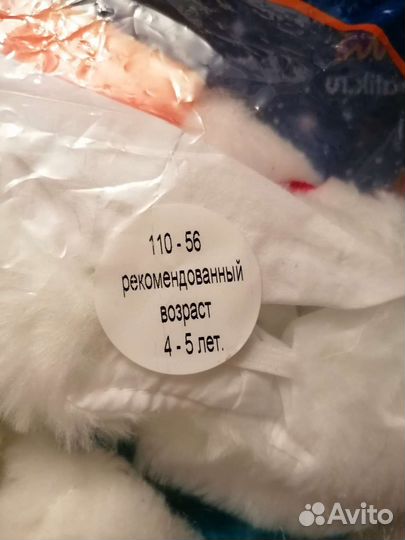 110 - 56
рекомендованный
возраст
4 - 5 лет.
Avito